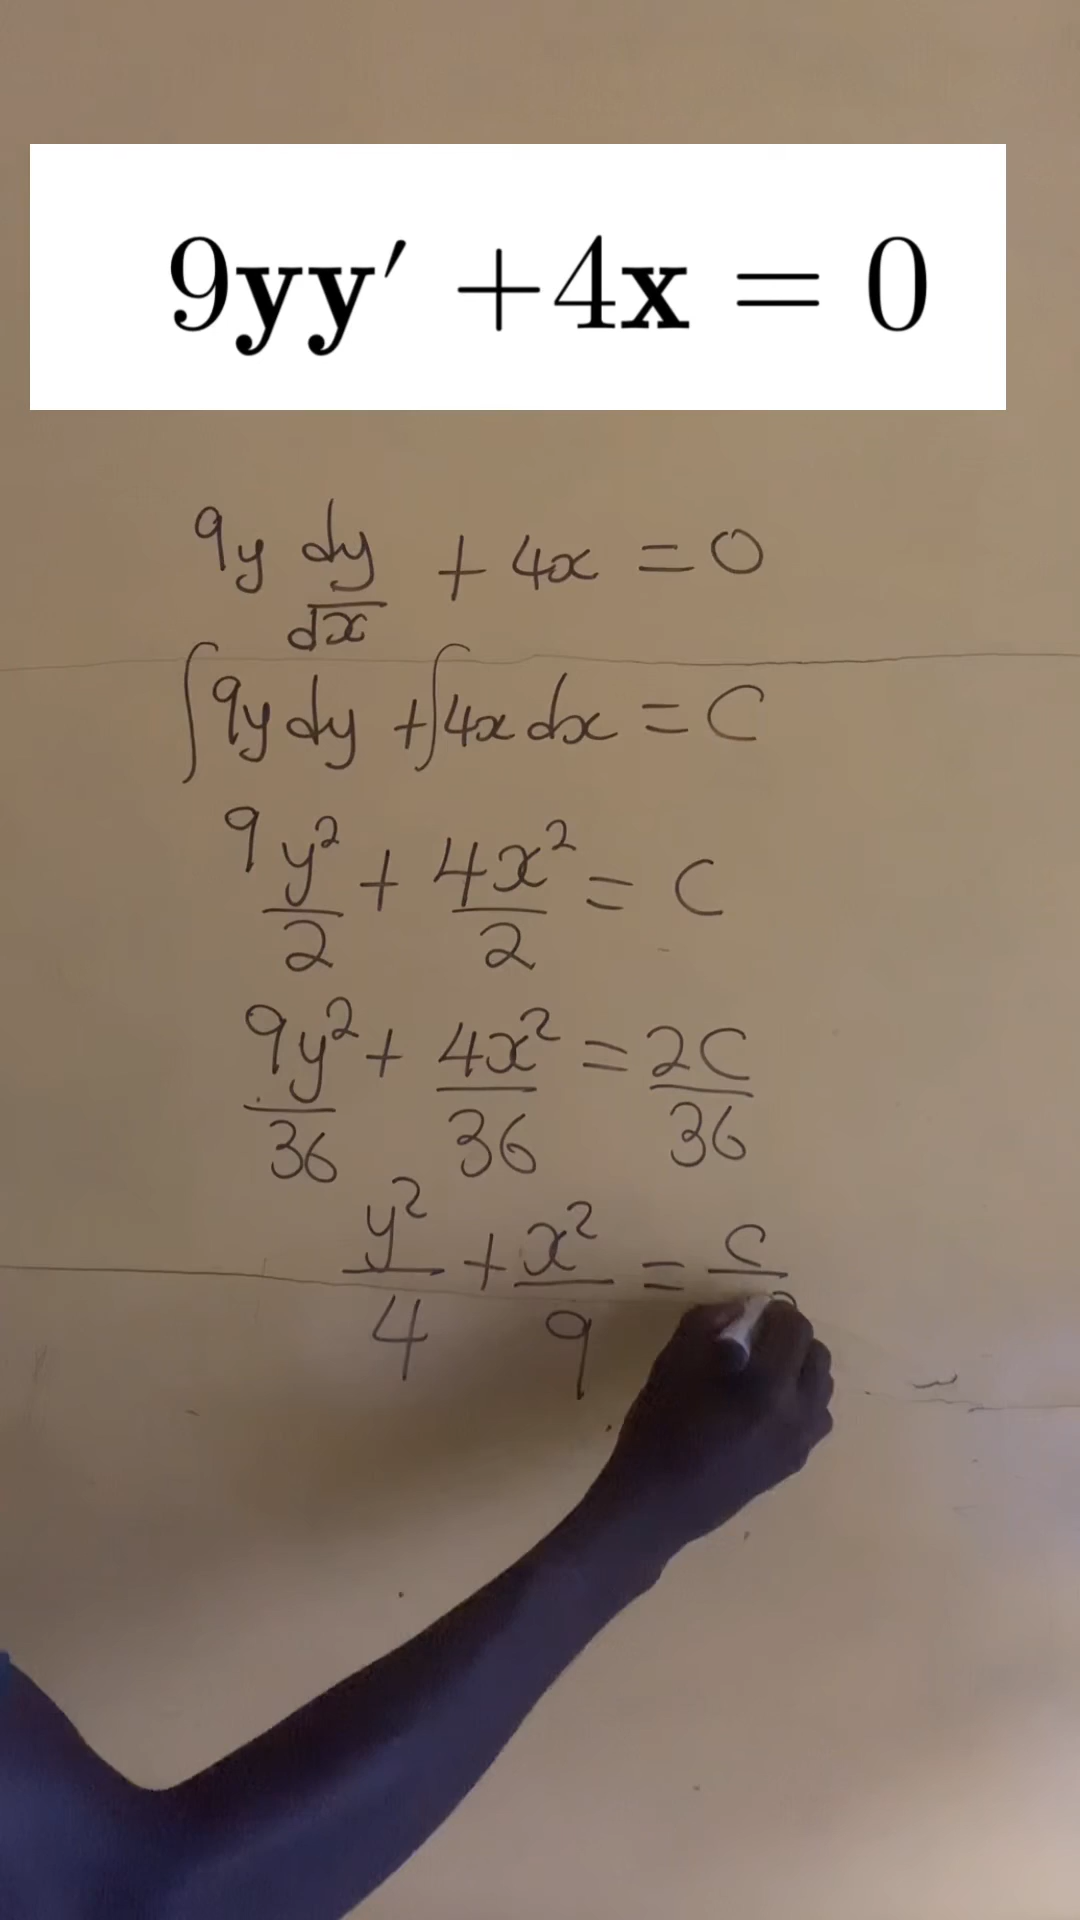 9yy′ +4x = 0
9y dy/dx + 4x = 0
∫9y dy + ∫4x dx = C
9 y²/2 + 4x²/2 = C
9y²/36 + 4x²/36 = 2C/36
y²/4 + x²/9 = C/